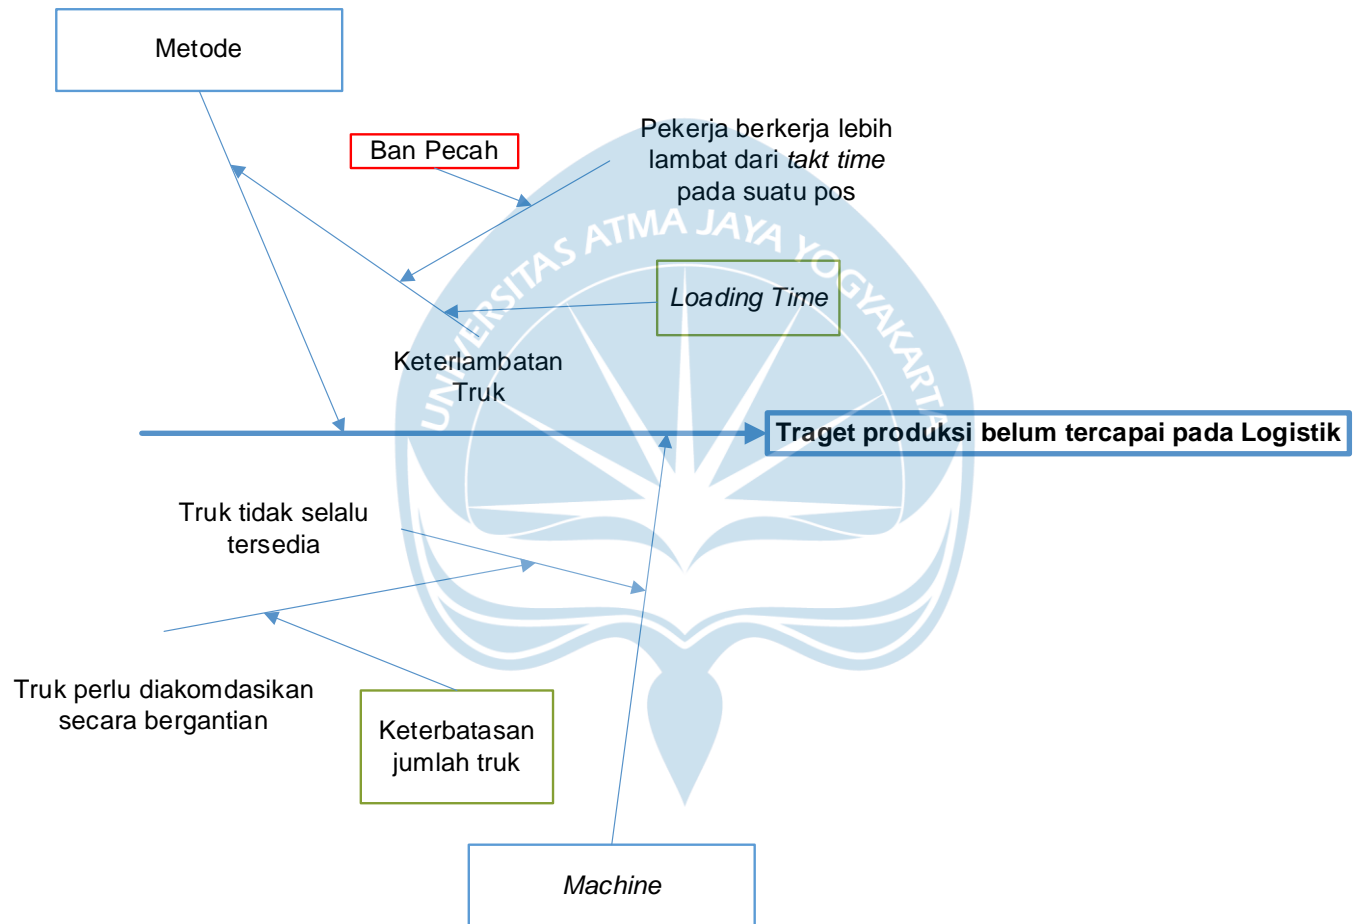 Metode
Ban Pecah
Pekerja berkerja lebih
lambat dari takt time
pada suatu pos
UNIVERSITAS ATMA JAYA YOGYAKARTA
Loading Time
Keterlambatan
Truk
Traget produksi belum tercapai pada Logistik
Truk tidak selalu
tersedia
Truk perlu diakomdasikan
secara bergantian
Keterbatasan
jumlah truk
Machine